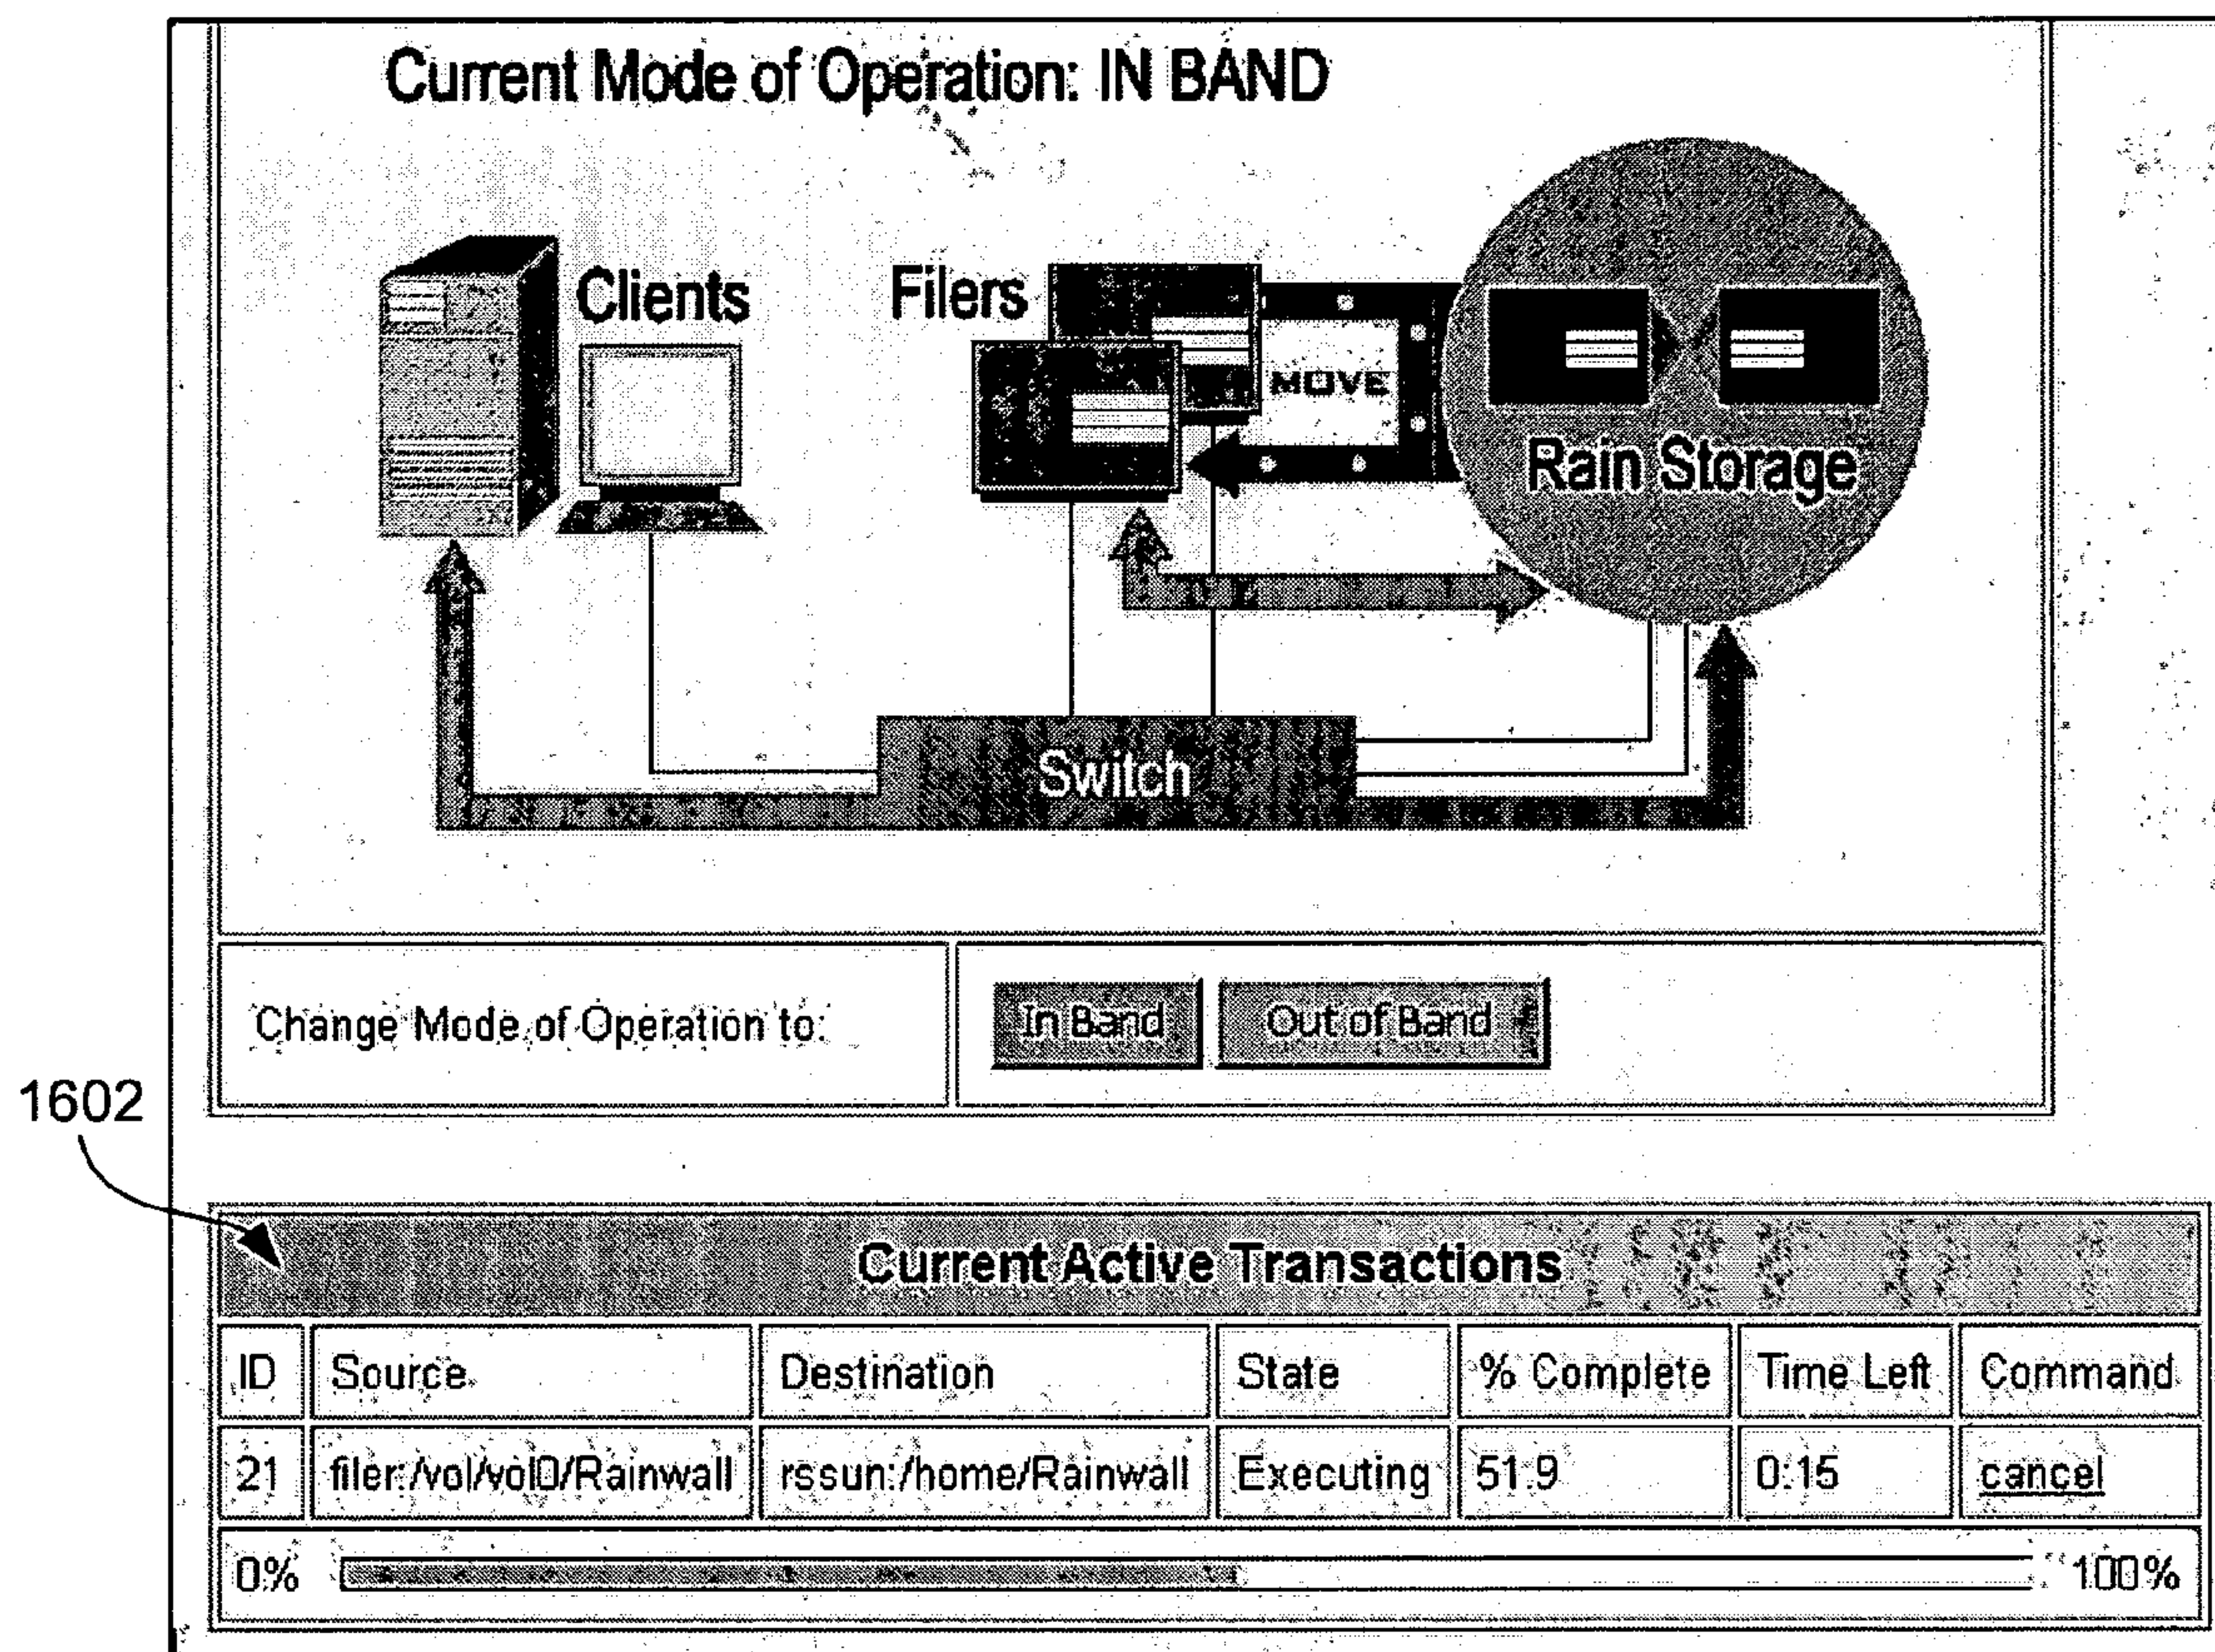 Current Mode of Operation: IN BAND
Clients
Filers
MOVE
Rain Storage
Switch
Change Mode of Operation to:
In Band
Out of Band
1602
Current Active Transactions
ID Source Destination State % Complete Time Left Command
21 filer:/vol/vol0/Rainwall rssun:/home/Rainwall Executing 51.9 0:15 cancel
0% 100%